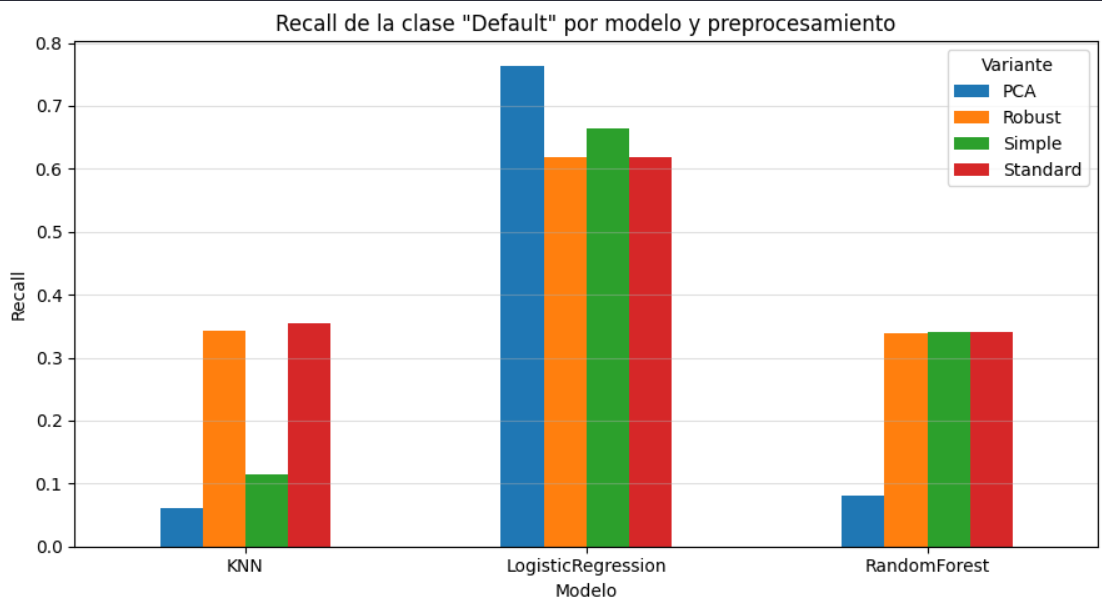 Recall de la clase "Default" por modelo y preprocesamiento
Variante
PCA
Robust
Simple
Standard
Recall
0.8
0.7
0.6
0.5
0.4
0.3
0.2
0.1
0.0
KNN
LogisticRegression
RandomForest
Modelo